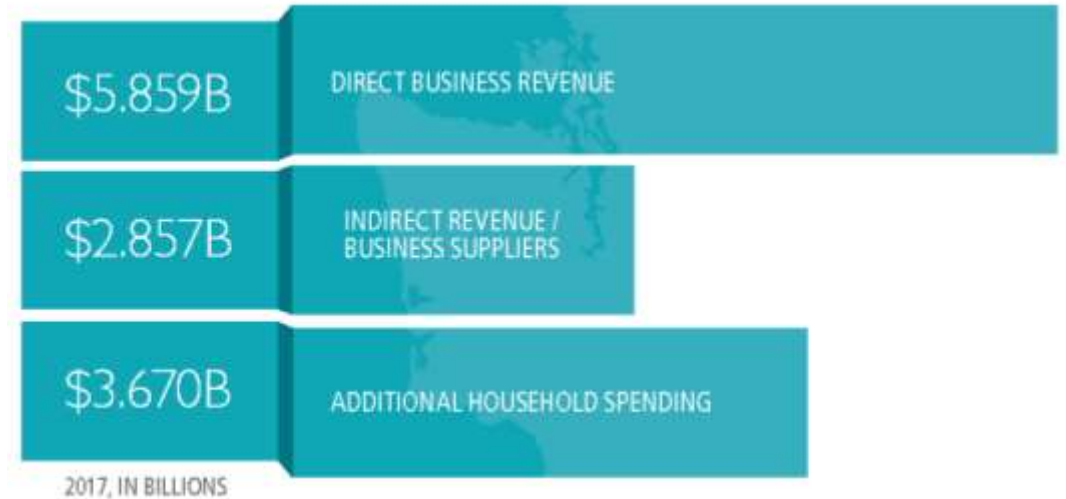 $5.859B
DIRECT BUSINESS REVENUE
$2.857B
INDIRECT REVENUE /
BUSINESS SUPPLIERS
$3.670B
ADDITIONAL HOUSEHOLD SPENDING
2017, IN BILLIONS